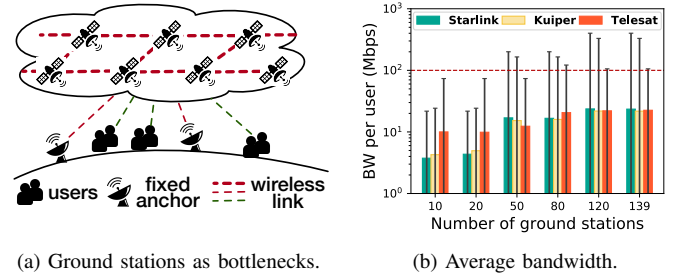 users
fixed
anchor
wireless
link
(a) Ground stations as bottlenecks.
Starlink Kuiper Telesat
BW per user (Mbps)
10³
10²
10¹
10⁰
10 20 50 80 120 139
Number of ground stations
(b) Average bandwidth.